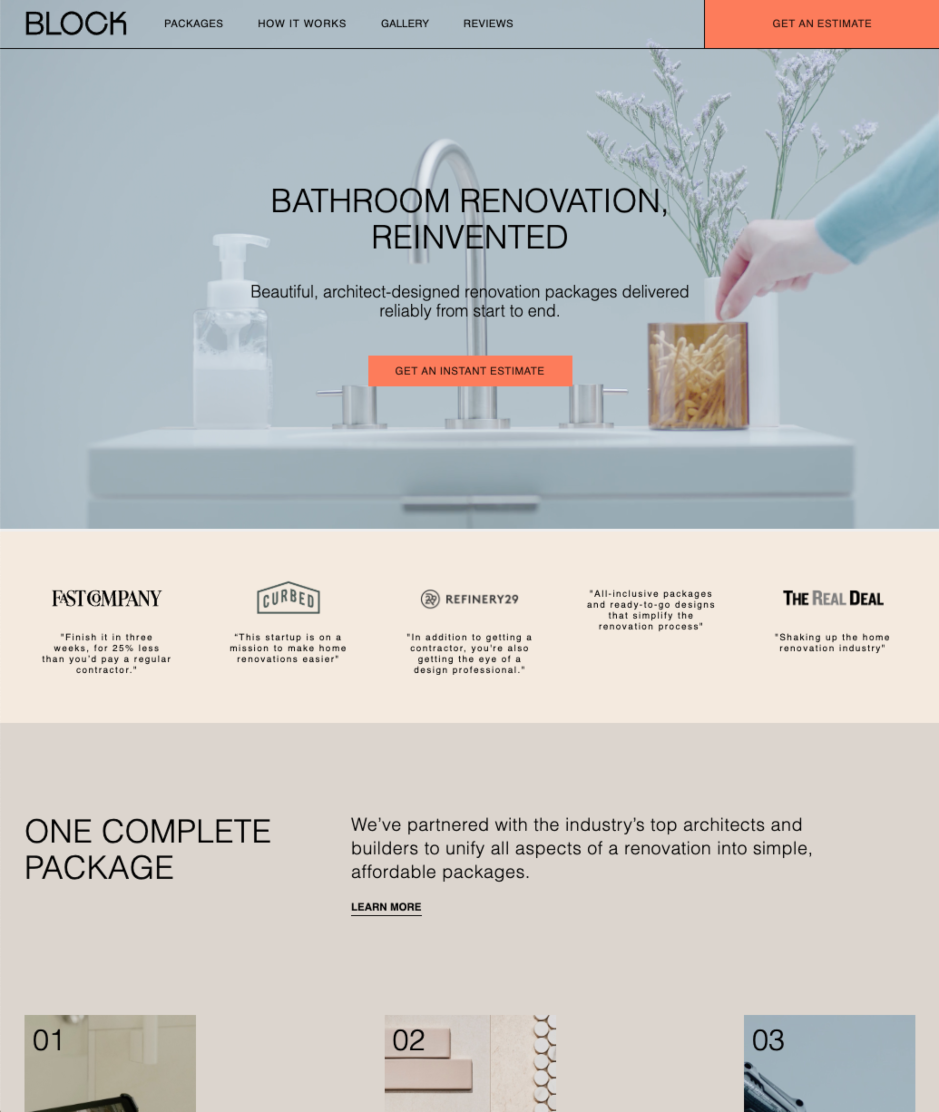 BLOCK
PACKAGES
HOW IT WORKS
GALLERY
REVIEWS
GET AN ESTIMATE
BATHROOM RENOVATION,
REINVENTED
Beautiful, architect-designed renovation packages delivered
reliably from start to end.
GET AN INSTANT ESTIMATE
FAST COMPANY
"Finish it in three
weeks, for 25% less
than you'd pay a regular
contractor."
CURBED
"This startup is on a
mission to make home
renovations easier"
R29 REFINERY29
"In addition to getting a
contractor, you're also
getting the eye of a
design professional."
"All-inclusive packages
and ready-to-go designs
that simplify the
renovation process"
THE REAL DEAL
"Shaking up the home
renovation industry"
ONE COMPLETE
PACKAGE
We've partnered with the industry's top architects and
builders to unify all aspects of a renovation into simple,
affordable packages.
LEARN MORE
01
02
03